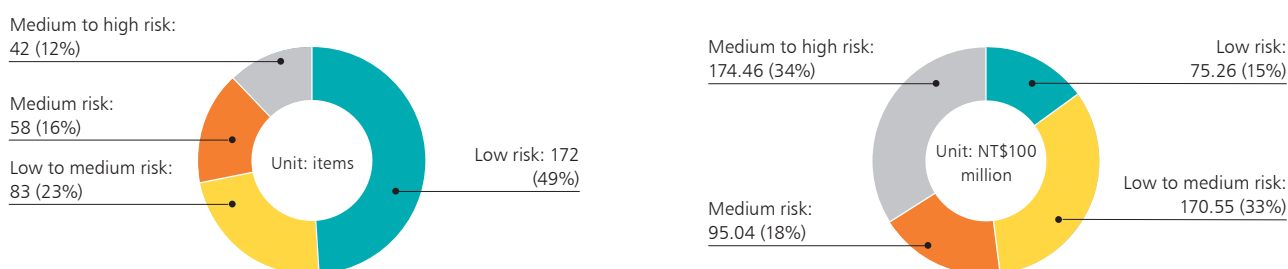 Medium to high risk:
42 (12%)
Medium risk:
58 (16%)
Low to medium risk:
83 (23%)
Unit: items
Low risk: 172
(49%)
Medium to high risk:
174.46 (34%)
Low risk:
75.26 (15%)
Unit: NT$100
million
Low to medium risk:
170.55 (33%)
Medium risk:
95.04 (18%)